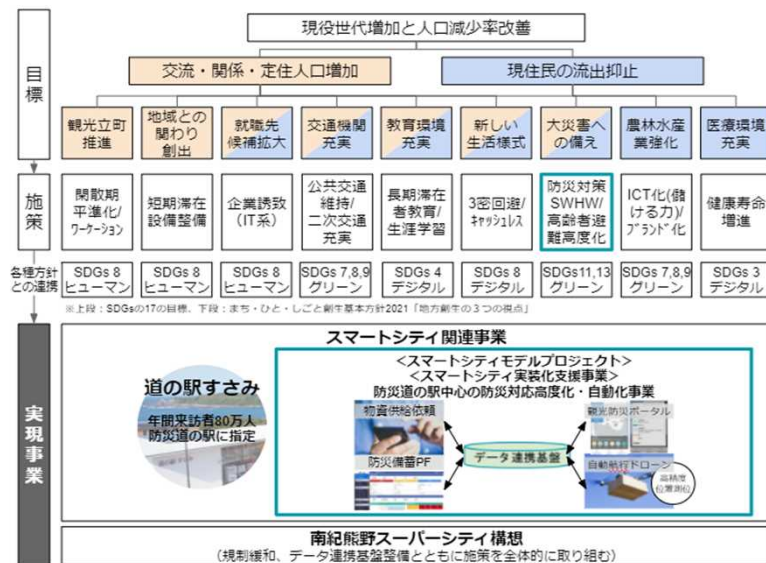 現役世代増加と人口減少率改善
目標
交流・関係・定住人口増加
現住民の流出抑止
観光立町
推進
地域との
関わり
創出
就職先
候補拡大
交通機関
充実
教育環境
充実
新しい
生活様式
大災害へ
の備え
農林水産
業強化
医療環境
充実
施策
閑散期
平準化/
ワーケーション
短期滞在
設備整備
企業誘致
(IT系)
公共交通
維持/
二次交通
充実
長期滞在
者教育/
生涯学習
3密回避/
キャッシュレス
防災対策
SWHW/
高齢者避
難高度化
ICT化(儲
ける力)/
ブランド化
健康寿命
増進
各種方針
との連携
SDGs 8
ヒューマン
SDGs 8
ヒューマン
SDGs 8
ヒューマン
SDGs 7,8,9
グリーン
SDGs 4
デジタル
SDGs 8
デジタル
SDGs11,13
グリーン
SDGs 7,8,9
グリーン
SDGs 3
デジタル
※上段：SDGsの17の目標、下段：まち・ひと・しごと創生基本方針2021「地方創生の３つの視点」
実現事業
スマートシティ関連事業
道の駅すさみ
年間来訪者80万人
防災道の駅に指定
<スマートシティモデルプロジェクト>
<スマートシティ実装化支援事業>
防災道の駅中心の防災対応高度化・自動化事業
物資供給依頼
観光防災ポータル
データ連携基盤
防災備蓄PF
自動航行ドローン
高精度
位置測位
南紀熊野スーパーシティ構想
(規制緩和、データ連携基盤整備とともに施策を全体的に取り組む)